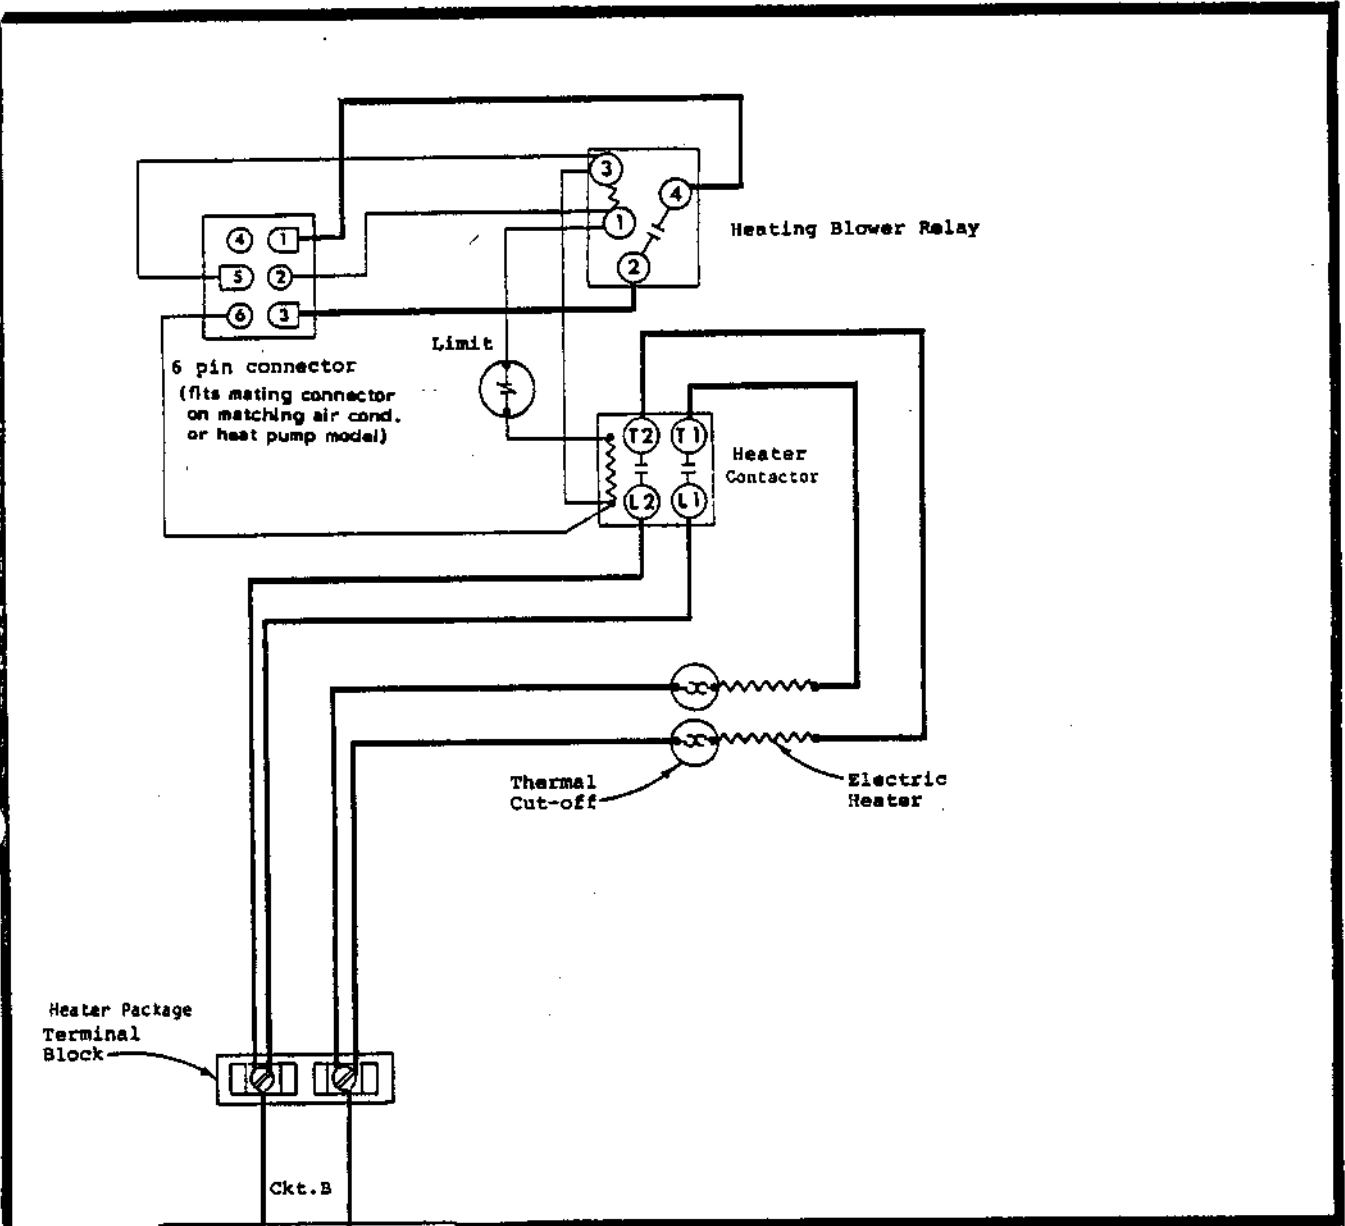 3
4
1
Heating Blower Relay
2
4 1
5 2
6 3
Limit
6 pin connector
(fits mating connector
on matching air cond.
or heat pump model)
T2 T1
L2 L1
Heater
Contactor
Thermal
Cut-off
Electric
Heater
Heater Package
Terminal
Block
Ckt.B